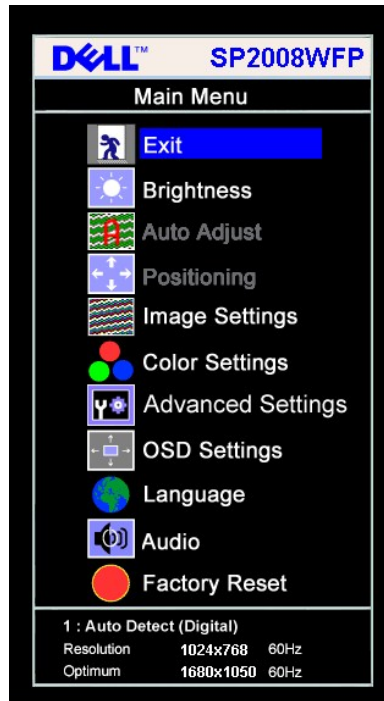 DELL™ SP2008WFP
Main Menu
Exit
Brightness
Auto Adjust
Positioning
Image Settings
Color Settings
Advanced Settings
OSD Settings
Language
Audio
Factory Reset
1 : Auto Detect (Digital)
Resolution 1024x768 60Hz
Optimum 1680x1050 60Hz